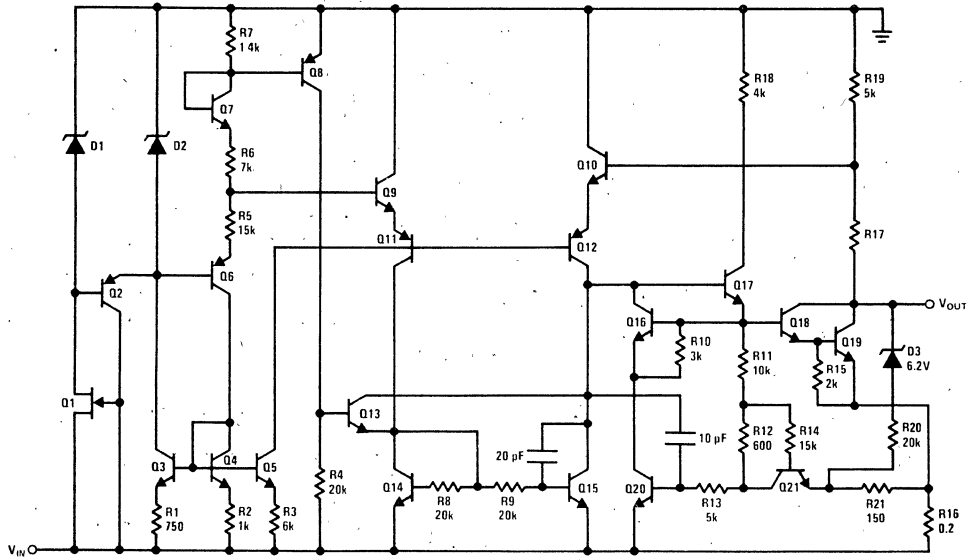 R7
1 4k
Q8
R18
4k
R19
5k
Q7
D1
D2
R6
7k
Q10
Q9
R5
15k
R17
Q11
Q12
Q6
Q2
Q17
VOUT
Q16
Q18
Q19
R10
3k
R11
10k
R15
2k
D3
6.2V
Q1
Q13
20 pF
10 pF
R12
600
R14
15k
R20
20k
Q3
Q4
Q5
R4
20k
Q14
R8
20k
R9
20k
Q15
Q20
R13
5k
Q21
R21
150
R16
0.2
R1
750
R2
1k
R3
6k
VIN